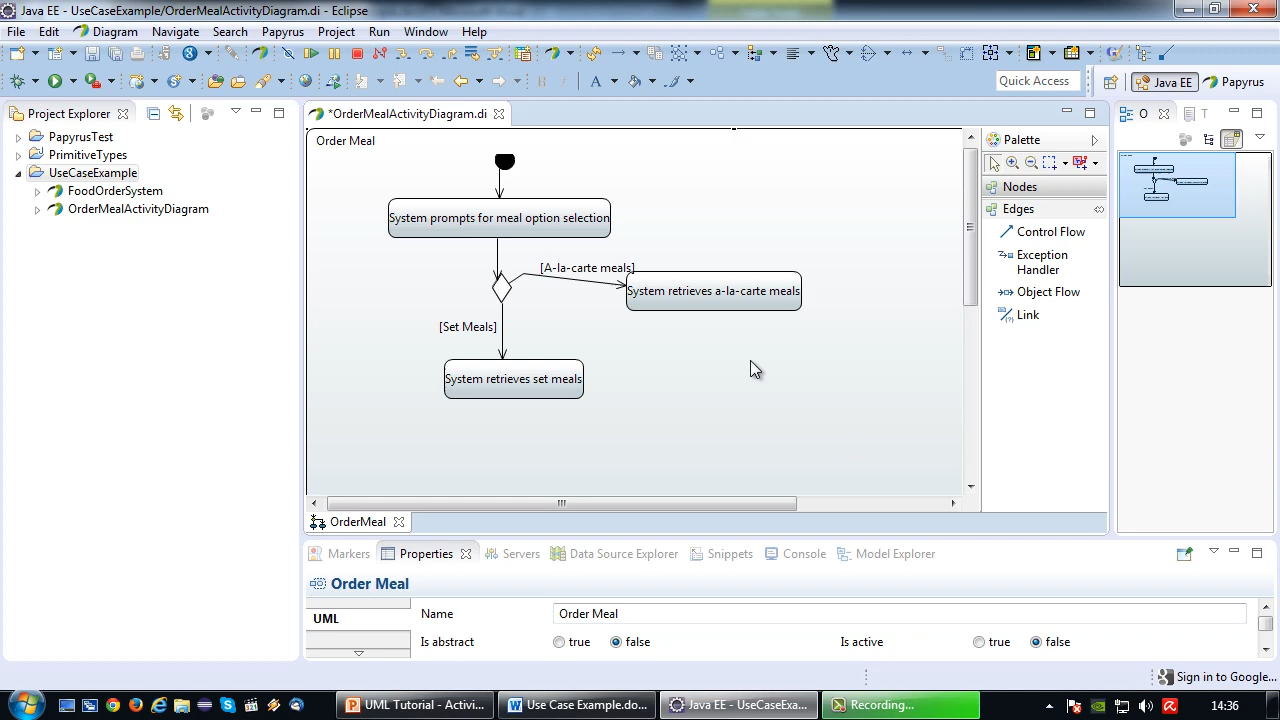 Java EE - UseCaseExample/OrderMealActivityDiagram.di - Eclipse
File Edit Diagram Navigate Search Papyrus Project Run Window Help
Quick Access
Java EE
Papyrus
Project Explorer
PapyrusTest
PrimitiveTypes
UseCaseExample
FoodOrderSystem
OrderMealActivityDiagram
*OrderMealActivityDiagram.di
Order Meal
System prompts for meal option selection
[A-la-carte meals]
System retrieves a-la-carte meals
[Set Meals]
System retrieves set meals
OrderMeal
Palette
Nodes
Edges
Control Flow
Exception
Handler
Object Flow
Link
O
T
Markers Properties Servers Data Source Explorer Snippets Console Model Explorer
Order Meal
UML
Name
Order Meal
Is abstract true false Is active true false
Sign in to Google...
UML Tutorial - Activi...
Use Case Example.do...
Java EE - UseCaseExa...
Recording...
14:36